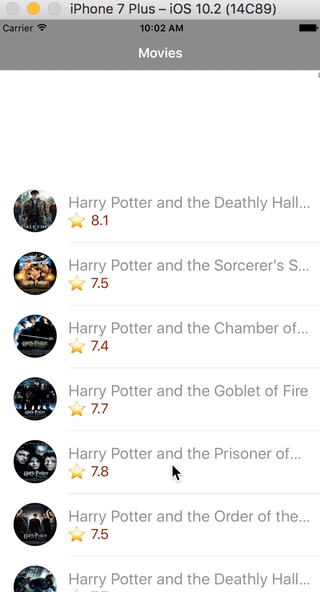 iPhone 7 Plus – iOS 10.2 (14C89)
Carrier 10:02 AM
Movies
Harry Potter and the Deathly Hall...
8.1
Harry Potter and the Sorcerer's S...
7.5
Harry Potter and the Chamber of...
7.4
Harry Potter and the Goblet of Fire
7.7
Harry Potter and the Prisoner of...
7.8
Harry Potter and the Order of the...
7.5
Harry Potter and the Deathly Hall...